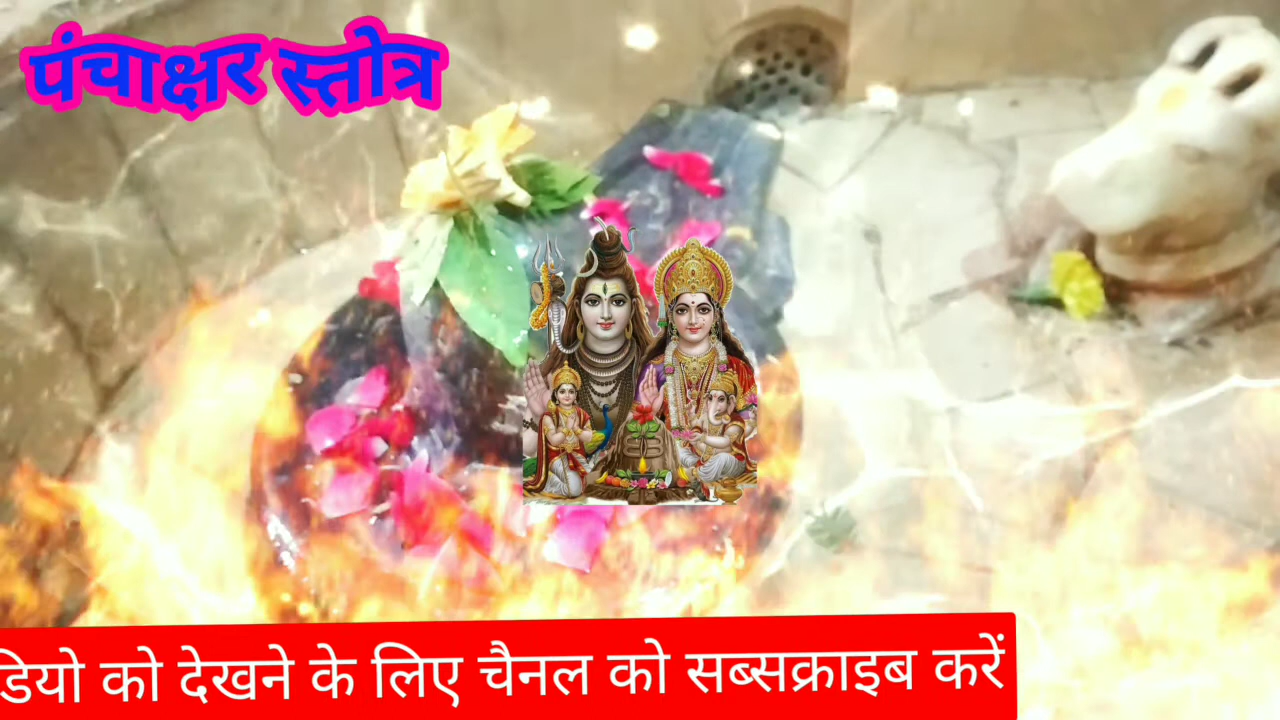 पंचाक्षर स्तोत्र
डियो को देखने के लिए चैनल को सब्सक्राइब करें